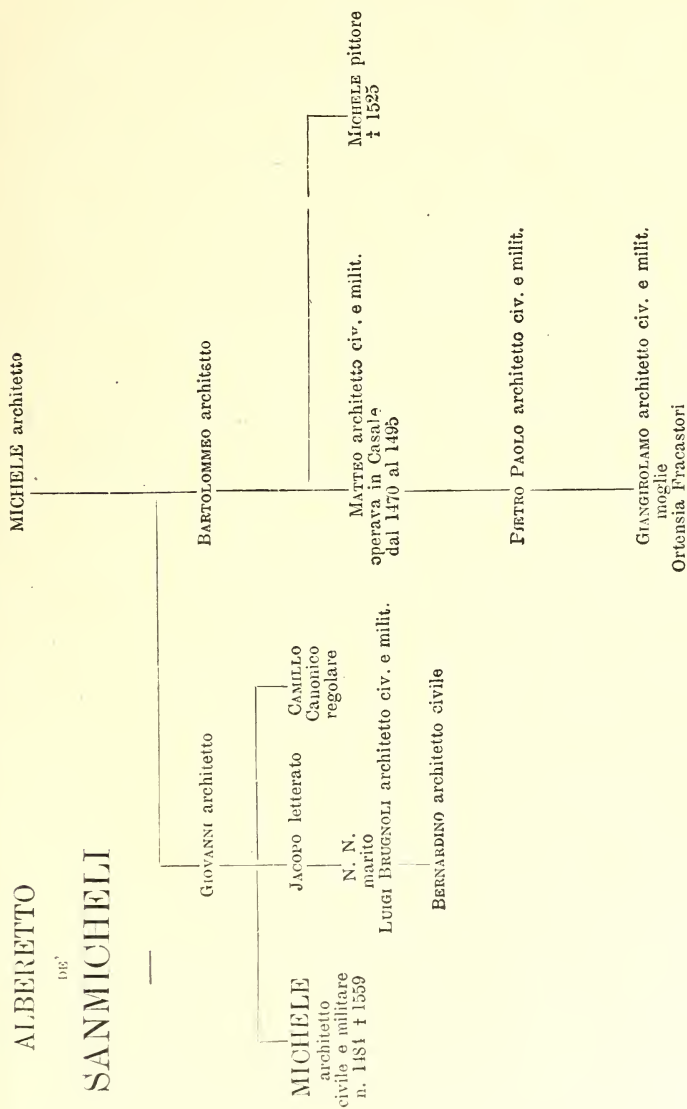 ALBERETTO
DE'
SANMICHELI
MICHELE architetto
GIOVANNI architetto
BARTOLOMMEO architetto
MICHELE
architetto
civile e militare
n. 1484 † 1559
JACOPO letterato
CAMILLO
Canonico
regolare
MATTEO architetto civ. e milit.
operava in Casale
dal 1470 al 1495
MICHELE pittore
† 1525
N. N.
marito
LUIGI BRUGNOLI architetto civ. e milit.
PIETRO PAOLO architetto civ. e milit.
BERNARDINO architetto civile
GIANGIROLAMO architetto civ. e milit.
moglie
Ortensia Fracastori